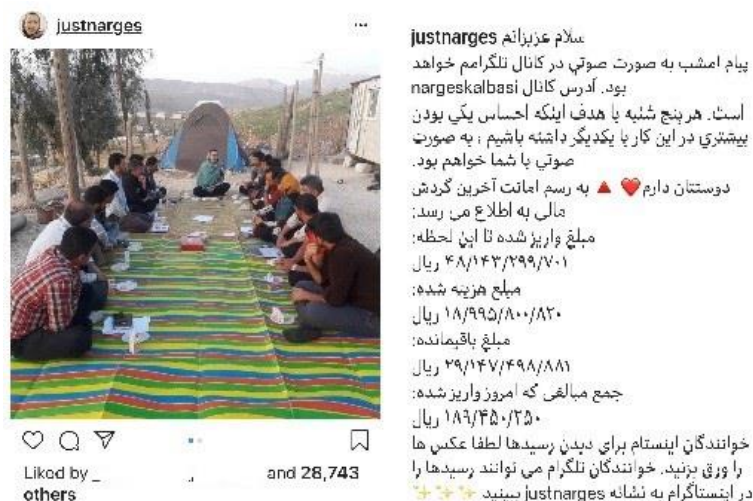 justnarges
Liked by _ and 28,743
others
justnarges سلام عزیزانم
پیام امشب به صورت صوتی در کانال تلگرامم خواهد
بود. آدرس کانال nargeskalbasi
است. هر پنج شنبه با هدف اینکه احساس یکی بودن
بیشتری در این کار با یکدیگر داشته باشیم ، به صورت
صوتی با شما خواهم بود.
دوستتان دارم❤️ 🔺 به رسم امانت آخرین گردش
مالی به اطلاع می رسد:
مبلغ واریز شده تا این لحظه:
۴۸/۱۴۳/۲۹۹/۷۰۱ ریال
مبلغ هزینه شده:
۱۸/۹۹۵/۸۰۰/۸۲۰ ریال
مبلغ باقیمانده:
۲۹/۱۴۷/۴۹۸/۸۸۱ ریال
جمع مبالغی که امروز واریز شده:
۱۸۹/۴۵۰/۲۵۰ ریال
خوانندگان اینستام برای دیدن رسیدها لطفا عکس ها
را ورق بزنید. خوانندگان تلگرام می توانند رسیدها را
در اینستاگرام به نشانه justnarges ببینید ✨✨✨